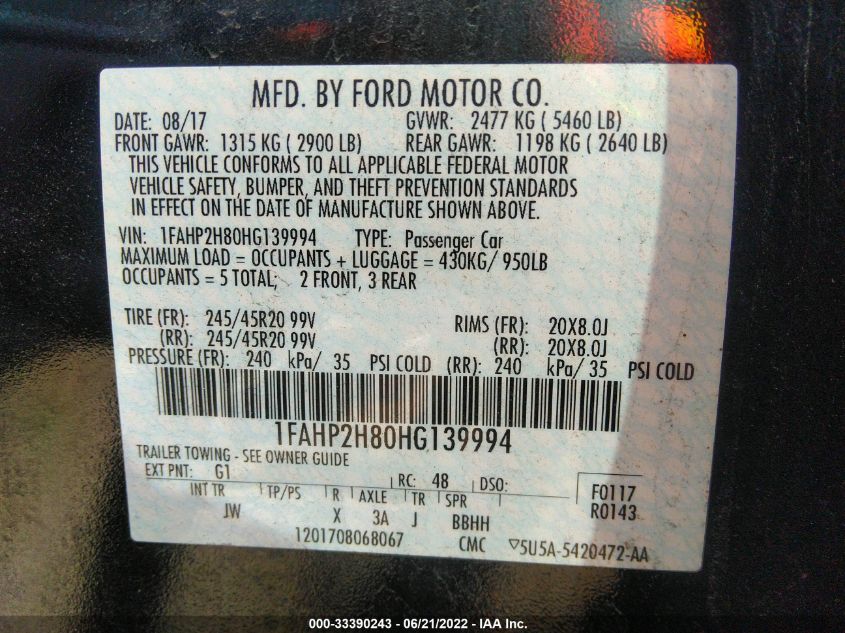 MFD. BY FORD MOTOR CO.
DATE: 08/17 GVWR: 2477 KG ( 5460 LB)
FRONT GAWR: 1315 KG ( 2900 LB) REAR GAWR: 1198 KG ( 2640 LB)
THIS VEHICLE CONFORMS TO ALL APPLICABLE FEDERAL MOTOR
VEHICLE SAFETY, BUMPER, AND THEFT PREVENTION STANDARDS
IN EFFECT ON THE DATE OF MANUFACTURE SHOWN ABOVE.
VIN: 1FAHP2H80HG139994 TYPE: Passenger Car
MAXIMUM LOAD = OCCUPANTS + LUGGAGE = 430KG/ 950LB
OCCUPANTS = 5 TOTAL; 2 FRONT, 3 REAR
TIRE (FR): 245/45R20 99V RIMS (FR): 20X8.0J
(RR): 245/45R20 99V (RR): 20X8.0J
PRESSURE (FR): 240 kPa/ 35 PSI COLD (RR): 240 kPa/ 35 PSI COLD
1FAHP2H80HG139994
TRAILER TOWING - SEE OWNER GUIDE
EXT PNT: G1 RC: 48 DSO: F0117
INT TR TP/PS R AXLE TR SPR R0143
JW X 3A J BBHH
1201708068067 CMC ▽5U5A-5420472-AA
000-33390243 - 06/21/2022 - IAA Inc.